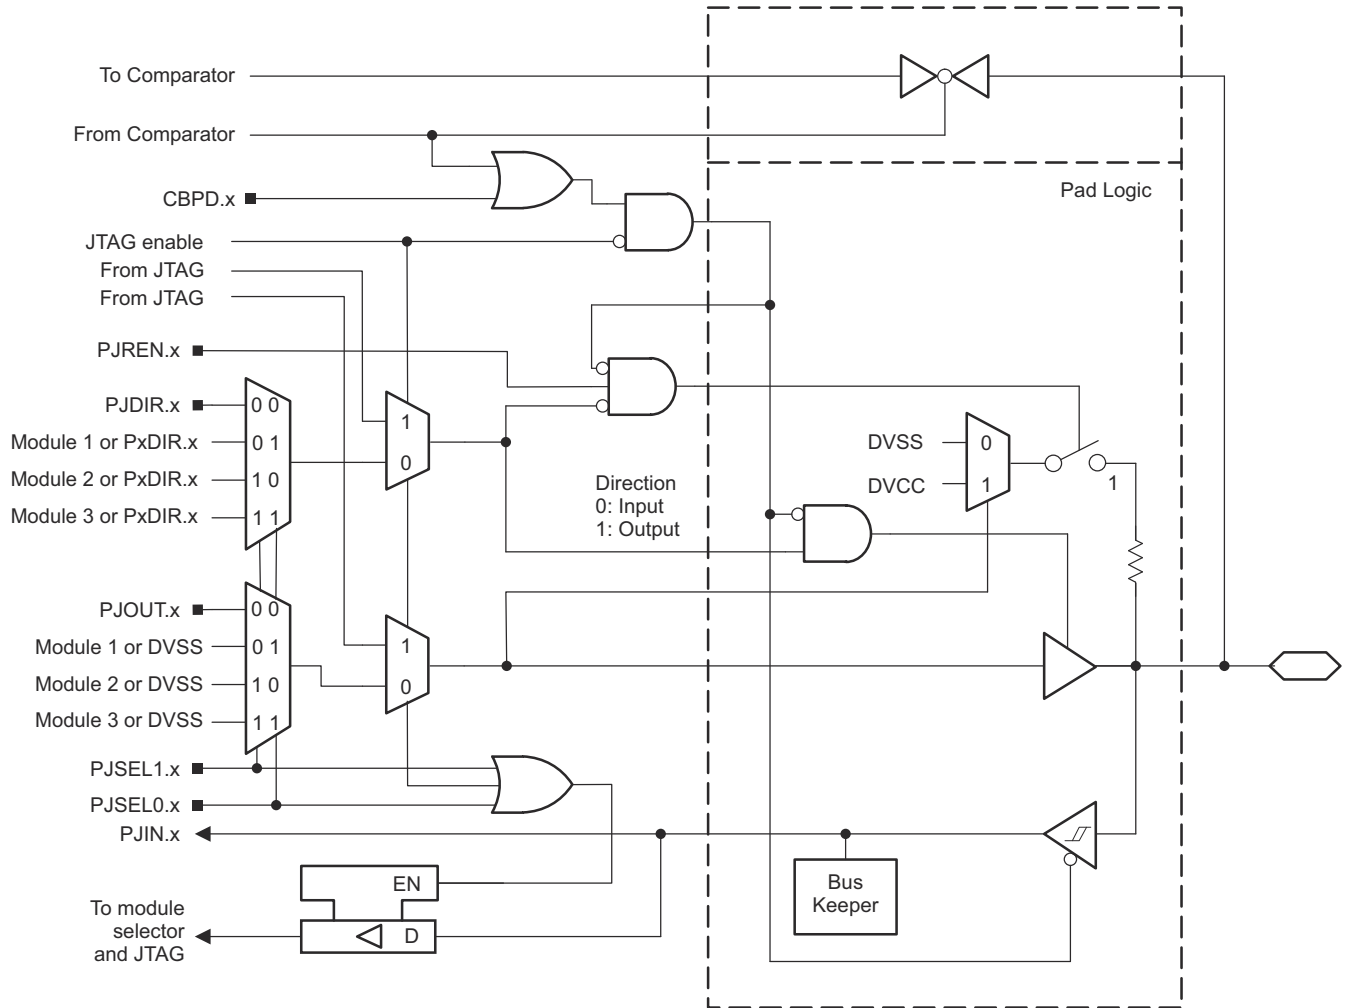 To Comparator
From Comparator
Pad Logic
CBPD.x
JTAG enable
From JTAG
From JTAG
PJREN.x
PJDIR.x
0 0
Module 1 or PxDIR.x
0 1
Module 2 or PxDIR.x
1 0
Module 3 or PxDIR.x
1 1
1
0
Direction
0: Input
1: Output
DVSS
0
DVCC
1
1
PJOUT.x
0 0
Module 1 or DVSS
0 1
Module 2 or DVSS
1 0
Module 3 or DVSS
1 1
1
0
PJSEL1.x
PJSEL0.x
PJIN.x
EN
D
To module
selector
and JTAG
Bus
Keeper